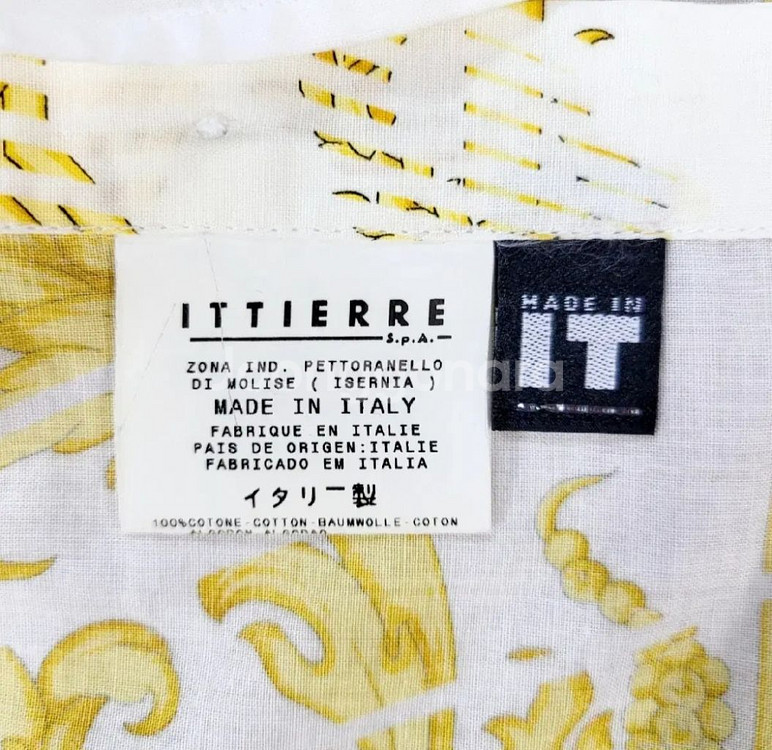 ITTIERRE
S.p.A.
ZONA IND. PETTORANELLO
DI MOLISE ( ISERNIA )
MADE IN ITALY
FABRIQUE EN ITALIE
PAIS DE ORIGEN:ITALIE
FABRICADO EM ITALIA
イタリー製
100%COTONE-COTTON-BAUMWOLLE-COTON
MADE IN
IT